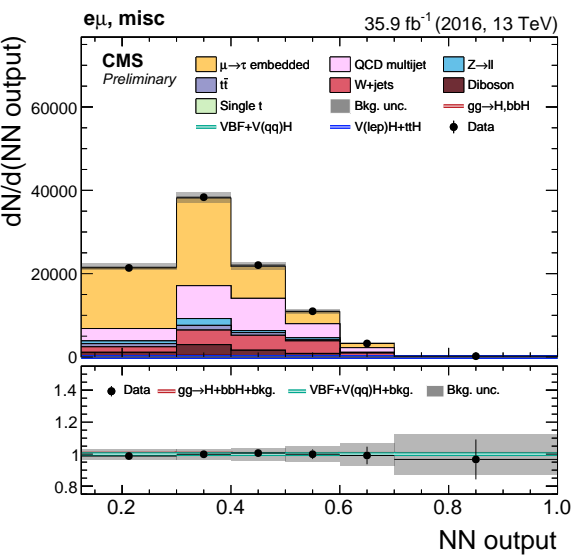 eμ, misc
35.9 fb⁻¹ (2016, 13 TeV)
CMS
Preliminary
μ→τ embedded
QCD multijet
Z→ll
tt̄
W+jets
Diboson
Single t
Bkg. unc.
gg→H,bbH
VBF+V(qq)H
V(lep)H+ttH
Data
dN/d(NN output)
60000
40000
20000
0
Data
gg→H+bbH+bkg.
VBF+V(qq)H+bkg.
Bkg. unc.
1.4
1.2
1
0.8
0.2
0.4
0.6
0.8
1.0
NN output